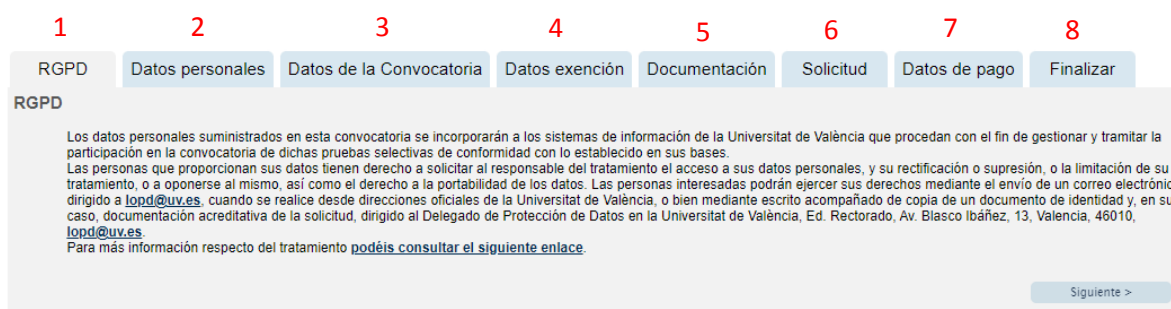 1 2 3 4 5 6 7 8
RGPD Datos personales Datos de la Convocatoria Datos exención Documentación Solicitud Datos de pago Finalizar
RGPD
Los datos personales suministrados en esta convocatoria se incorporarán a los sistemas de información de la Universitat de València que procedan con el fin de gestionar y tramitar la
participación en la convocatoria de dichas pruebas selectivas de conformidad con lo establecido en sus bases.
Las personas que proporcionan sus datos tienen derecho a solicitar al responsable del tratamiento el acceso a sus datos personales, y su rectificación o supresión, o la limitación de su
tratamiento, o a oponerse al mismo, así como el derecho a la portabilidad de los datos. Las personas interesadas podrán ejercer sus derechos mediante el envío de un correo electrónic
dirigido a lopd@uv.es, cuando se realice desde direcciones oficiales de la Universitat de València, o bien mediante escrito acompañado de copia de un documento de identidad y, en su
caso, documentación acreditativa de la solicitud, dirigido al Delegado de Protección de Datos en la Universitat de València, Ed. Rectorado, Av. Blasco Ibáñez, 13, Valencia, 46010,
lopd@uv.es.
Para más información respecto del tratamiento podéis consultar el siguiente enlace.
Siguiente >